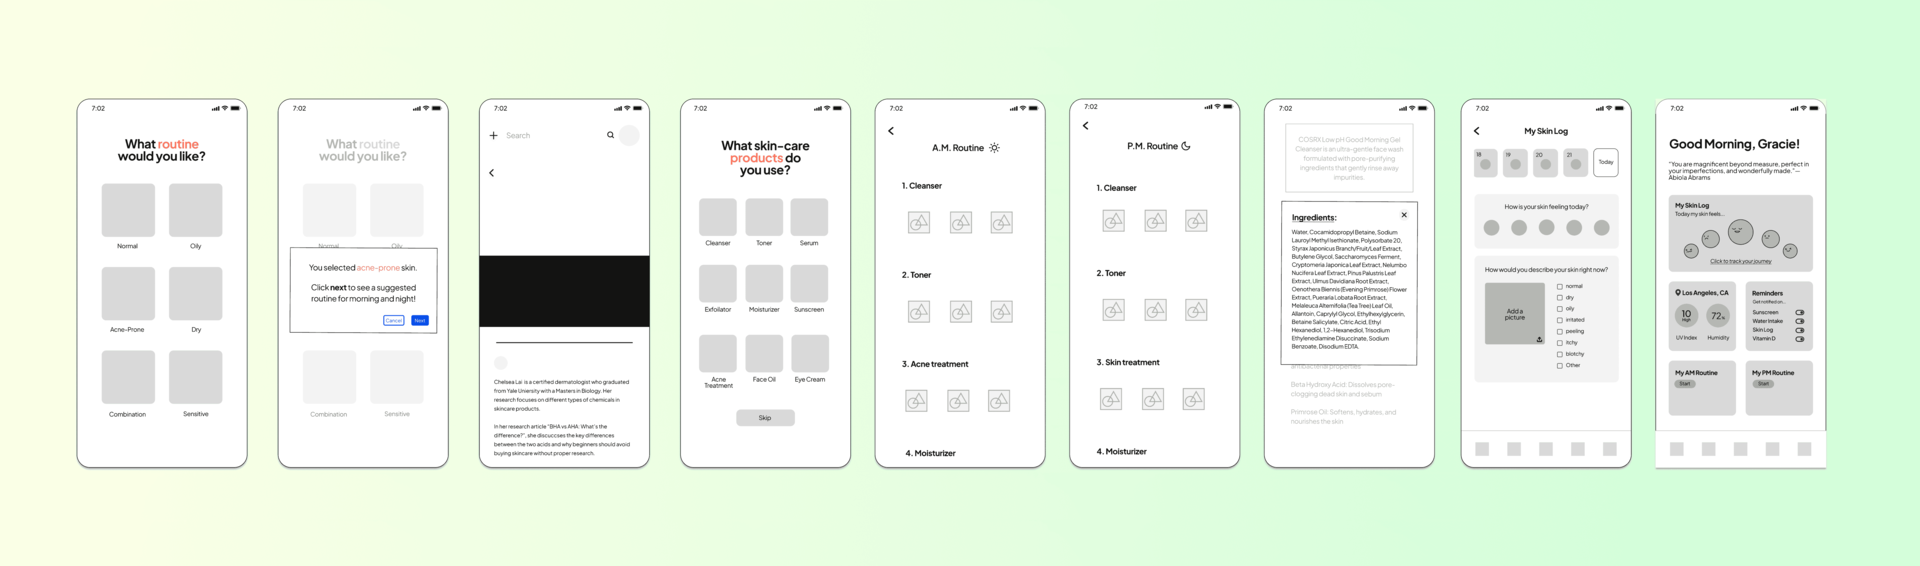 7:02
What routine
would you like?
Normal
Oily
Acne-Prone
Dry
Combination
Sensitive
7:02
What routine
would you like?
Normal
Oily
You selected acne-prone skin.
Click next to see a suggested
routine for morning and night!
Cancel
Next
Combination
Sensitive
7:02
Search
Chelsea Lai is a certified dermatologist who graduated
from Yale Unviersity with a Masters in Biology. Her
research focuses on different types of chemicals in
skincare products.
In her research article "BHA vs AHA: What's the
difference?", she discuccses the key differences
between the two acids and why beginners should avoid
buying skincare without proper research.
7:02
What skin-care
products do
you use?
Cleanser
Toner
Serum
Exfoilator
Moisturizer
Sunscreen
Acne
Treatment
Face Oil
Eye Cream
Skip
7:02
A.M. Routine
1. Cleanser
2. Toner
3. Acne treatment
4. Moisturizer
7:02
P.M. Routine
1. Cleanser
2. Toner
3. Skin treatment
4. Moisturizer
7:02
COSRX Low pH Good Morning Gel
Cleanser is an ultra-gentle face wash
formulated with pore-purifying
ingredients that gently rinse away
impurities.
Ingredients:
Water, Cocamidopropyl Betaine, Sodium
Lauroyl Methyl Isethionate, Polysorbate 20,
Styrax Japonicus Branch/Fruit/Leaf Extract,
Butylene Glycol, Saccharomyces Ferment,
Cryptomeria Japonica Leaf Extract, Nelumbo
Nucifera Leaf Extract, Pinus Palustris Leaf
Extract, Ulmus Davidiana Root Extract,
Oenothera Biennis (Evening Primrose) Flower
Extract, Pueraria Lobata Root Extract,
Melaleuca Alternifolia (Tea Tree) Leaf Oil,
Allantoin, Caprylyl Glycol, Ethylhexylglycerin,
Betaine Salicylate, Citric Acid, Ethyl
Hexanediol, 1,2-Hexanediol, Trisodium
Ethylenediamine Disuccinate, Sodium
Benzoate, Disodium EDTA.
antibacterial properties
Beta Hydroxy Acid: Dissolves pore-
clogging dead skin and sebum
Primrose Oil: Softens, hydrates, and
nourishes the skin
7:02
My Skin Log
18
19
20
21
Today
How is your skin feeling today?
How would you describe your skin right now?
Add a
picture
normal
dry
oily
irritated
peeling
itchy
blotchy
Other
7:02
Good Morning, Gracie!
"You are magnificent beyond measure, perfect in
your imperfections, and wonderfully made." —
Abiola Abrams
My Skin Log
Today my skin feels...
Click to track your journey
Los Angeles, CA
10
High
72%
UV Index
Humidity
Reminders
Get notified on...
Sunscreen
Water Intake
Skin Log
Vitamin D
My AM Routine
Start
My PM Routine
Start